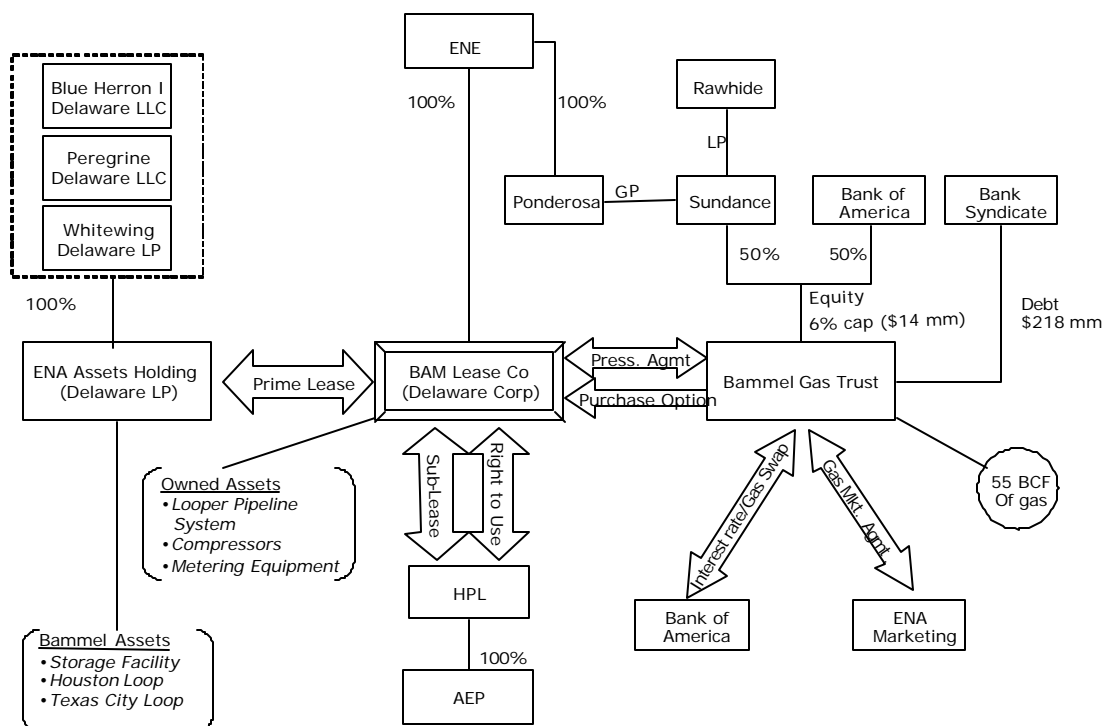 ENE
Blue Herron I
Delaware LLC
Peregrine
Delaware LLC
Whitewing
Delaware LP
100%
100%
100%
Rawhide
LP
Ponderosa
GP
Sundance
Bank of
America
Bank
Syndicate
50%
50%
Equity
6% cap ($14 mm)
Debt
$218 mm
ENA Assets Holding
(Delaware LP)
Prime Lease
BAM Lease Co
(Delaware Corp)
Press. Agmt
Purchase Option
Bammel Gas Trust
Owned Assets
• Looper Pipeline
System
• Compressors
• Metering Equipment
Sub-Lease
Right to Use
Interest rate/Gas Swap
Gas Mkt. Agmt
55 BCF
Of gas
HPL
100%
AEP
Bank of
America
ENA
Marketing
Bammel Assets
• Storage Facility
• Houston Loop
• Texas City Loop